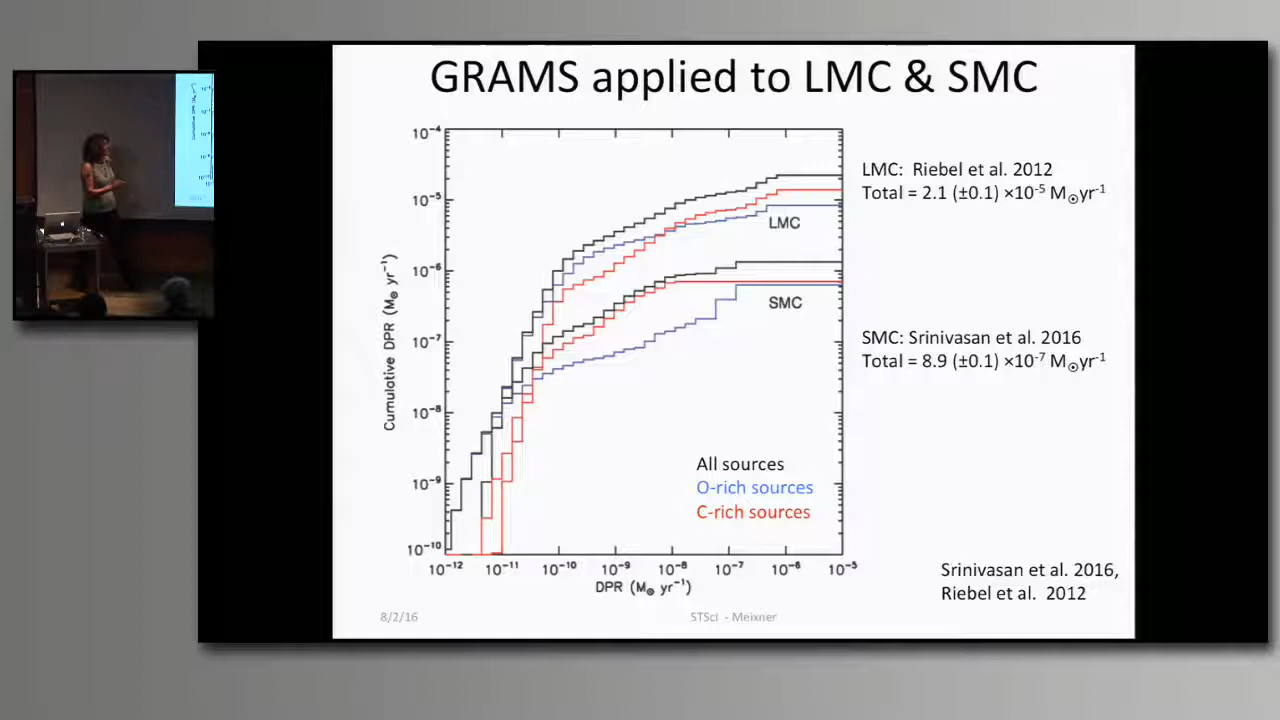 GRAMS applied to LMC & SMC
LMC: Riebel et al. 2012
Total = 2.1 (±0.1) ×10⁻⁵ M☉yr⁻¹
SMC: Srinivasan et al. 2016
Total = 8.9 (±0.1) ×10⁻⁷ M☉yr⁻¹
Cumulative DPR (M☉ yr⁻¹)
10⁻⁴
10⁻⁵
10⁻⁶
10⁻⁷
10⁻⁸
10⁻⁹
10⁻¹⁰
LMC
SMC
All sources
O-rich sources
C-rich sources
10⁻¹² 10⁻¹¹ 10⁻¹⁰ 10⁻⁹ 10⁻⁸ 10⁻⁷ 10⁻⁶ 10⁻⁵
DPR (M☉ yr⁻¹)
Srinivasan et al. 2016,
Riebel et al. 2012
8/2/16 STScI - Meixner